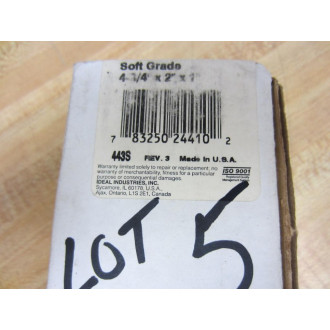 Soft Grade
4-3/4" x 2" x 1"
7 83250 24410 2
443S REV. 3 Made In U.S.A.
Warranty limited solely to repair or replacement; no
warranty of merchantability, fitness for a particular
purpose or consequential damages.
IDEAL INDUSTRIES, INC.
Sycamore, IL 60178, U.S.A.
Ajax, Ontario, L1S 2E1, Canada
ISO 9001
LOT 5